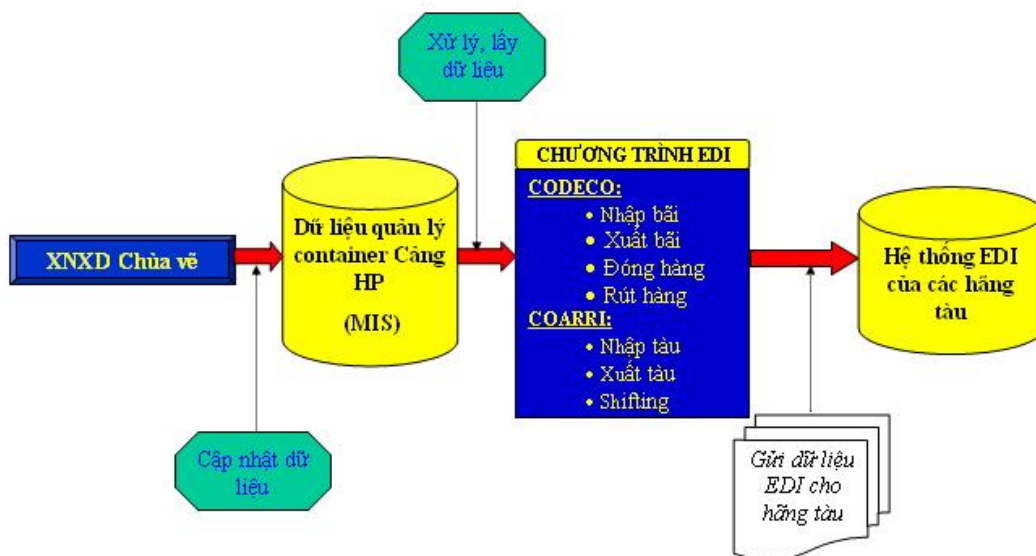 Xử lý, lấy
dữ liệu
XNXD Chùa vẽ
Dữ liệu quản lý
container Cảng
HP
(MIS)
CHƯƠNG TRÌNH EDI
CODECO:
• Nhập bãi
• Xuất bãi
• Đóng hàng
• Rút hàng
COARRI:
• Nhập tàu
• Xuất tàu
• Shifting
Hệ thống EDI
của các hãng
tàu
Cập nhật dữ
liệu
Gửi dữ liệu
EDI cho
hãng tàu